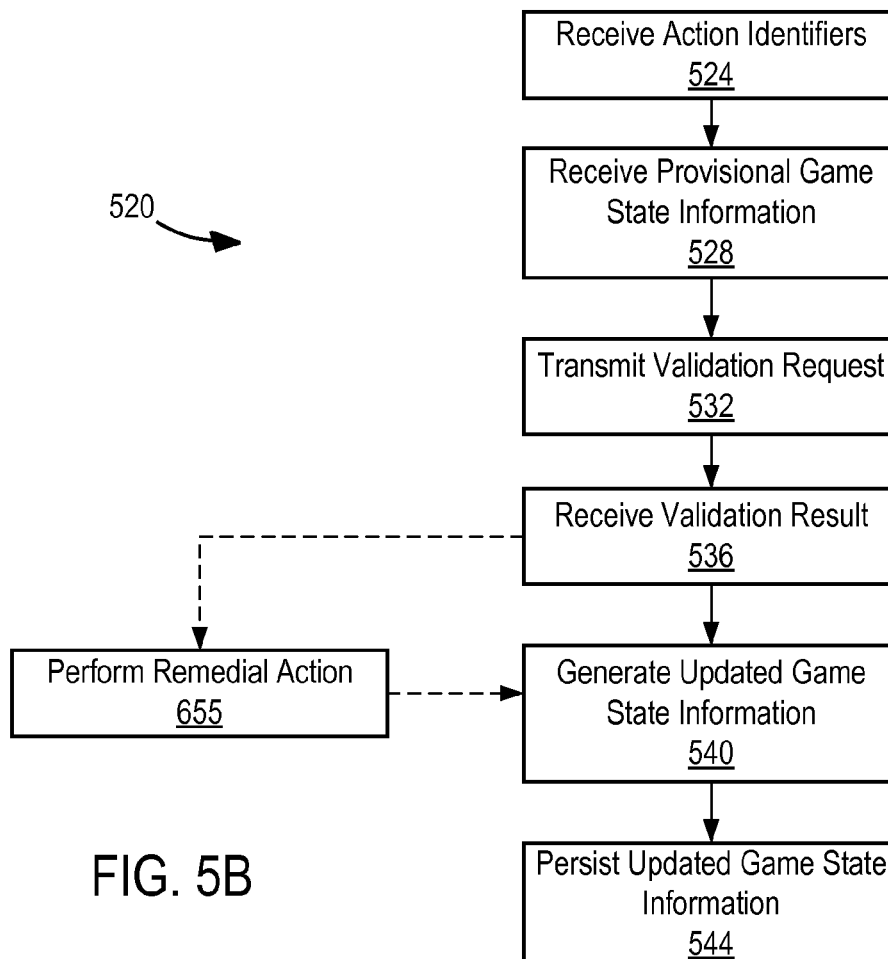 Receive Action Identifiers
524
Receive Provisional Game
State Information
528
520
Transmit Validation Request
532
Receive Validation Result
536
Perform Remedial Action
655
Generate Updated Game
State Information
540
Persist Updated Game State
Information
544
FIG. 5B